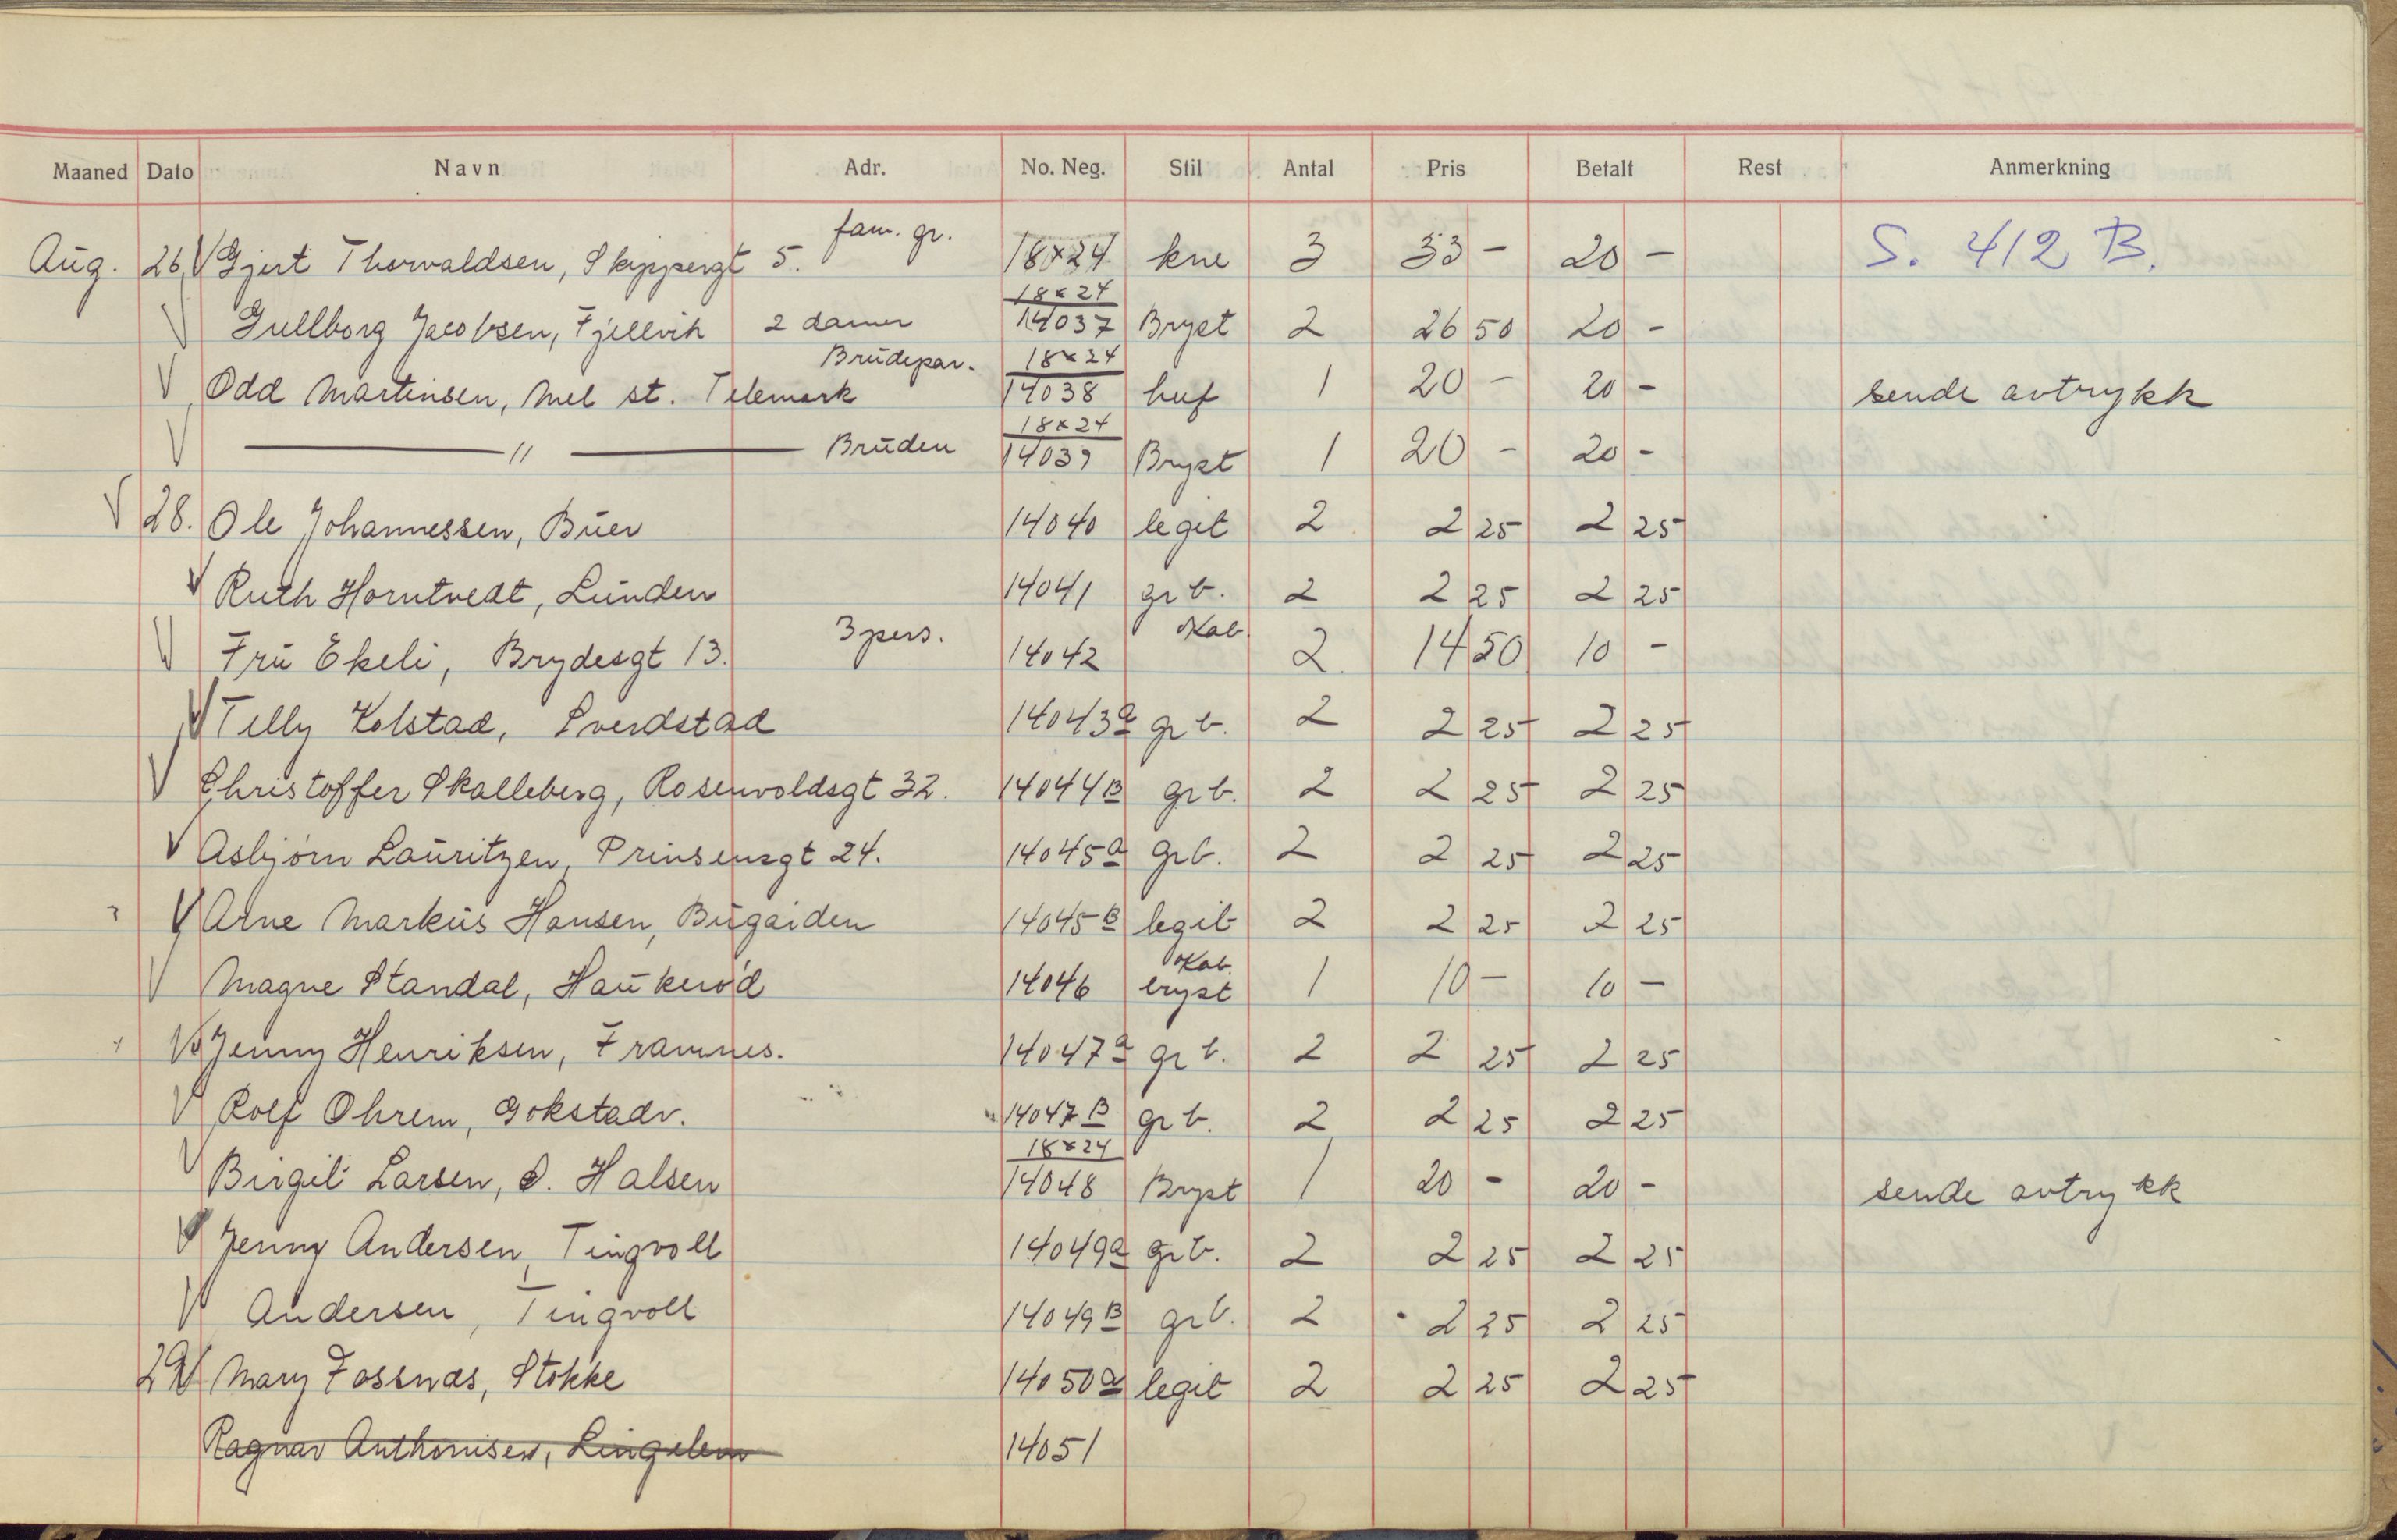 Maaned Dato Navn Adr. No. Neg. Stil Antal Pris Betalt Rest Anmerkning
Aug. 26. V Gjert Thorvaldsen, Skippergt 5. fam. gr. 18x24 kne 3 33 - 20 - S. 412 B.
V Gullborg Jacobsen, Fjellvik 2 damer 18x24 14037 Bryst 2 26 50 20 -
V Odd Martinsen, Mel st. Telemark Brudepar. 18x24 14038 huf 1 20 - 20 - sende avtrykk
V — " — Bruden 18x24 14039 Bryst 1 20 - 20 -
V 28. Ole Johannessen, Buer 14040 legit 2 2 25 2 25
V Ruth Horntvedt, Lunden 14041 gr b. 2 2 25 2 25
V Fru Ekeli, Brydesgt 13. 3 pers. 14042 Kab. 2 14 50 10 -
V Telly Kolstad, Sverdstad 14043a gr b. 2 2 25 2 25
V Christoffer Skalleberg, Rosenvoldsgt 32. 14044B gr b. 2 2 25 2 25
V Asbjørn Lauritzen, Prinsensgt 24. 14045a gr b. 2 2 25 2 25
V Arne Markus Hansen, Bugaiden 14045B legit 2 2 25 2 25
V Magne Standal, Haukerød 14046 Kab. bryst 1 10 - 10 -
V Jenny Henriksen, Framnes. 14047a gr b. 2 2 25 2 25
V Rolf Ohrem, Gokstadv. 14047B gr b. 2 2 25 2 25
V Birgit Larsen, Ø. Halsen 18x24 14048 Bryst 1 20 - 20 - sende avtrykk
V Jenny Andersen, Tingvoll 14049a gr b. 2 2 25 2 25
V Andersen, Tingvoll 14049B gr b. 2 2 25 2 25
29 V Mary Fossnas, Stokke 14050a legit 2 2 25 2 25
Ragnar Anthonisen, Lingelem 14051